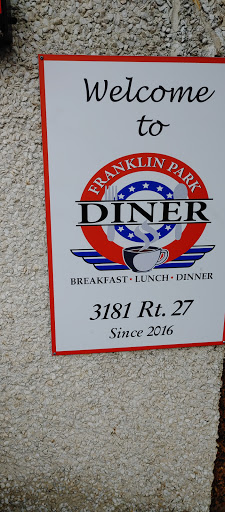 Welcome
to
FRANKLIN PARK
DINER
BREAKFAST · LUNCH · DINNER
3181 Rt. 27
Since 2016